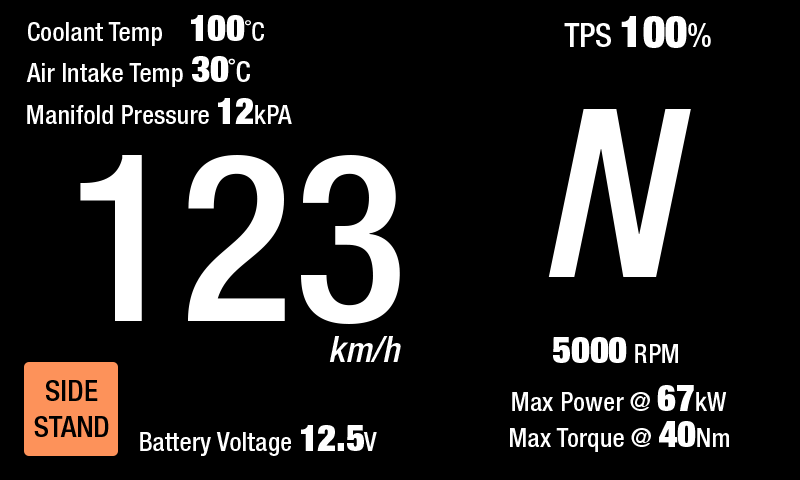 Coolant Temp 100°C
Air Intake Temp 30°C
Manifold Pressure 12kPA
123
km/h
SIDE
STAND
Battery Voltage 12.5V
TPS 100%
N
5000 RPM
Max Power @ 67kW
Max Torque @ 40Nm